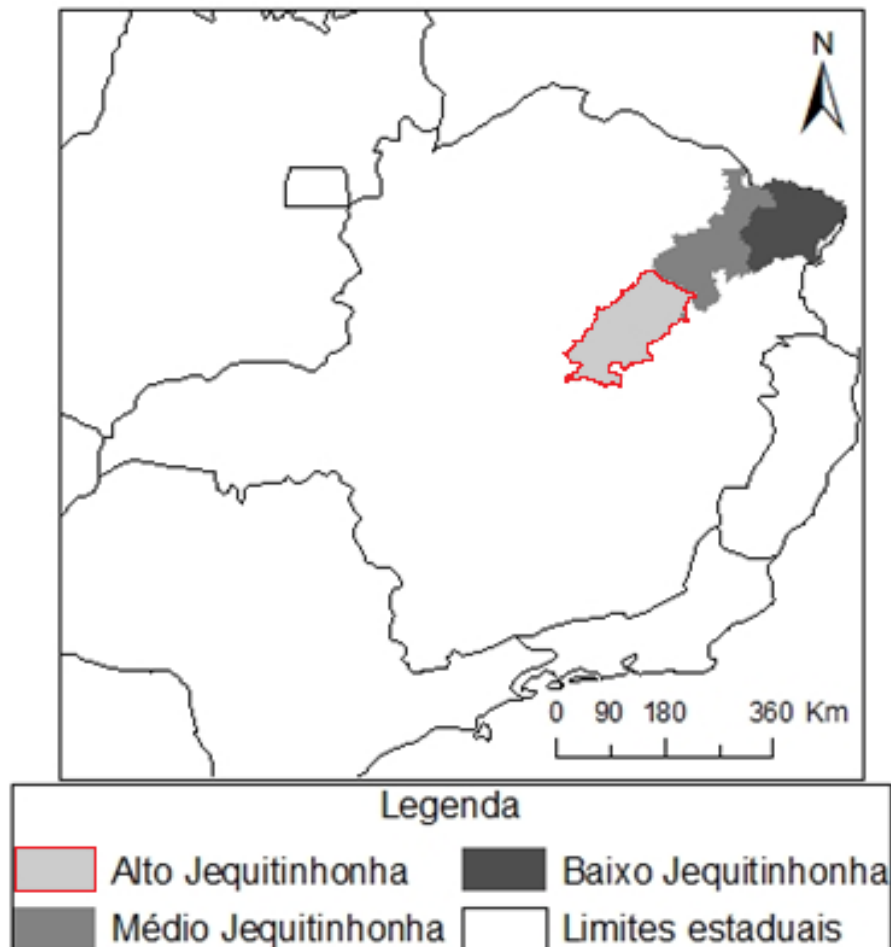 N
0 90 180 360 Km
Legenda
Alto Jequitinhonha
Baixo Jequitinhonha
Médio Jequitinhonha
Limites estaduais